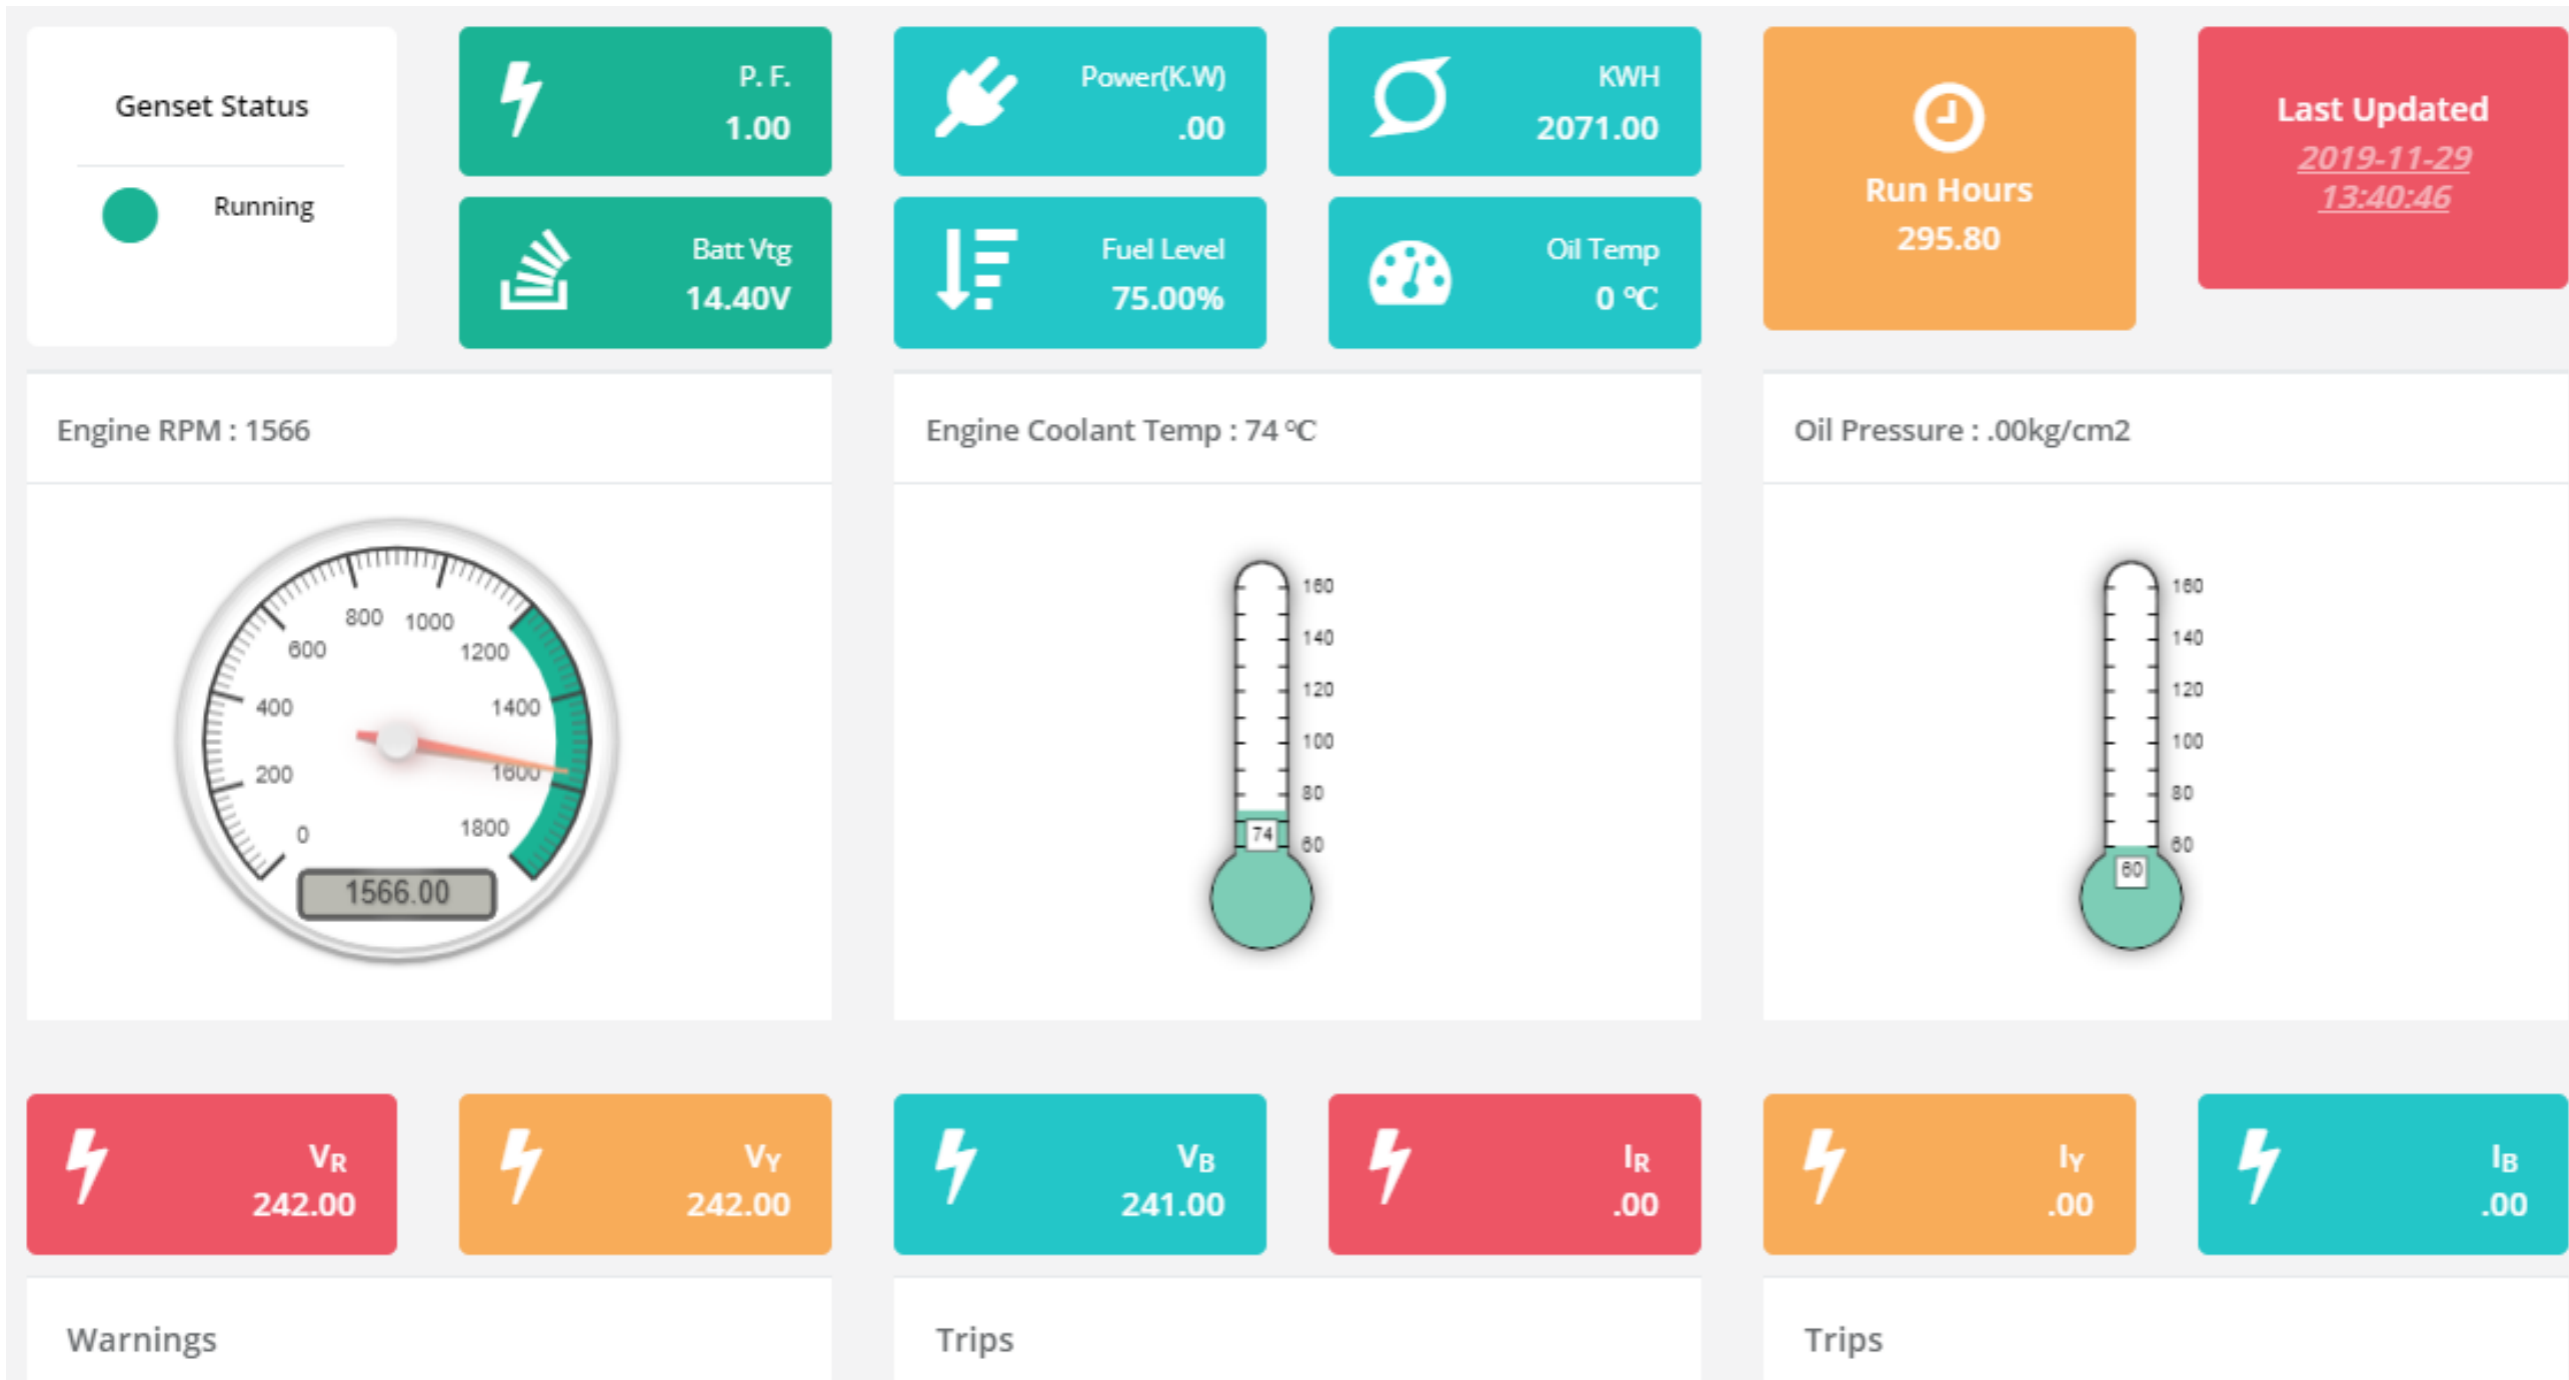 Genset Status
Running
P. F.
1.00
Batt Vtg
14.40V
Power(K.W)
.00
Fuel Level
75.00%
KWH
2071.00
Oil Temp
0 °C
Run Hours
295.80
Last Updated
2019-11-29
13:40:46
Engine RPM : 1566
0
200
400
600
800
1000
1200
1400
1600
1800
1566.00
Engine Coolant Temp : 74 °C
160
140
120
100
80
60
74
Oil Pressure : .00kg/cm2
160
140
120
100
80
60
60
VR
242.00
VY
242.00
VB
241.00
IR
.00
IY
.00
IB
.00
Warnings
Trips
Trips